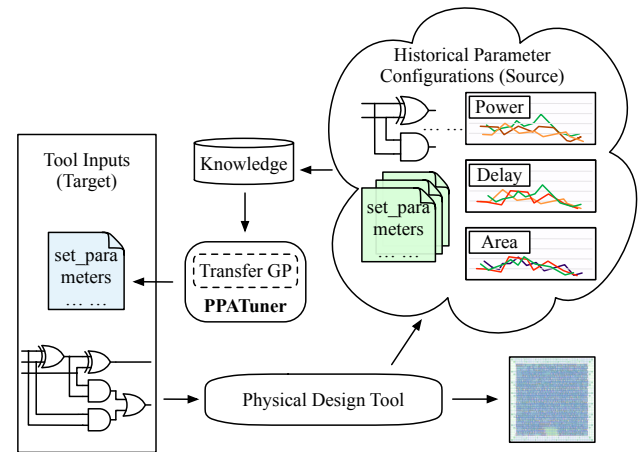 Historical Parameter
Configurations (Source)
Power
... ...
Delay
Area
set_para
meters
... ...
Knowledge
Transfer GP
PPATuner
Tool Inputs
(Target)
set_para
meters
... ...
Physical Design Tool